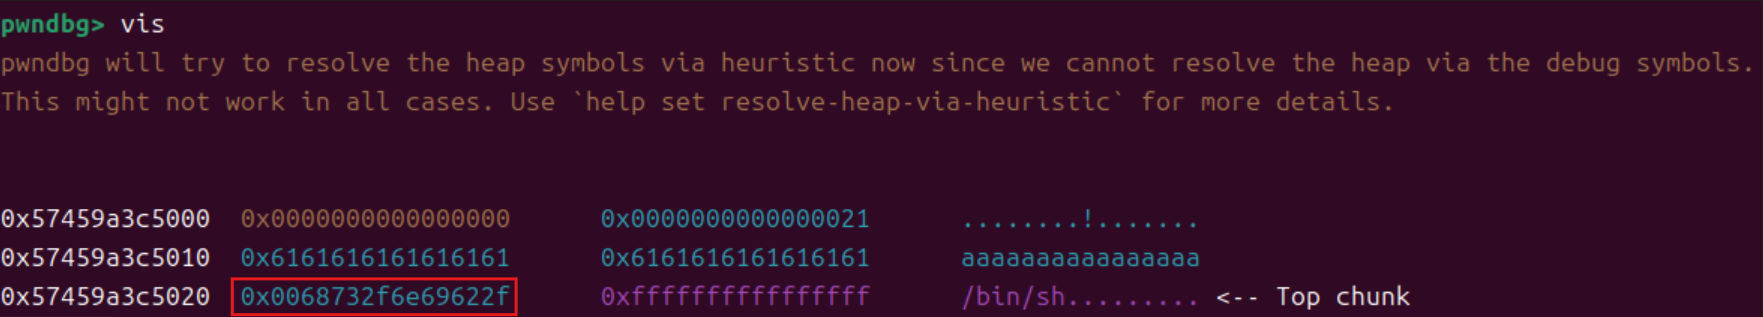 pwndbg> vis
pwndbg will try to resolve the heap symbols via heuristic now since we cannot resolve the heap via the debug symbols.
This might not work in all cases. Use `help set resolve-heap-via-heuristic` for more details.
0x57459a3c5000 0x0000000000000000 0x0000000000000021 ........!.......
0x57459a3c5010 0x6161616161616161 0x6161616161616161 aaaaaaaaaaaaaaaa
0x57459a3c5020 0x0068732f6e69622f 0xffffffffffffffff /bin/sh......... <-- Top chunk